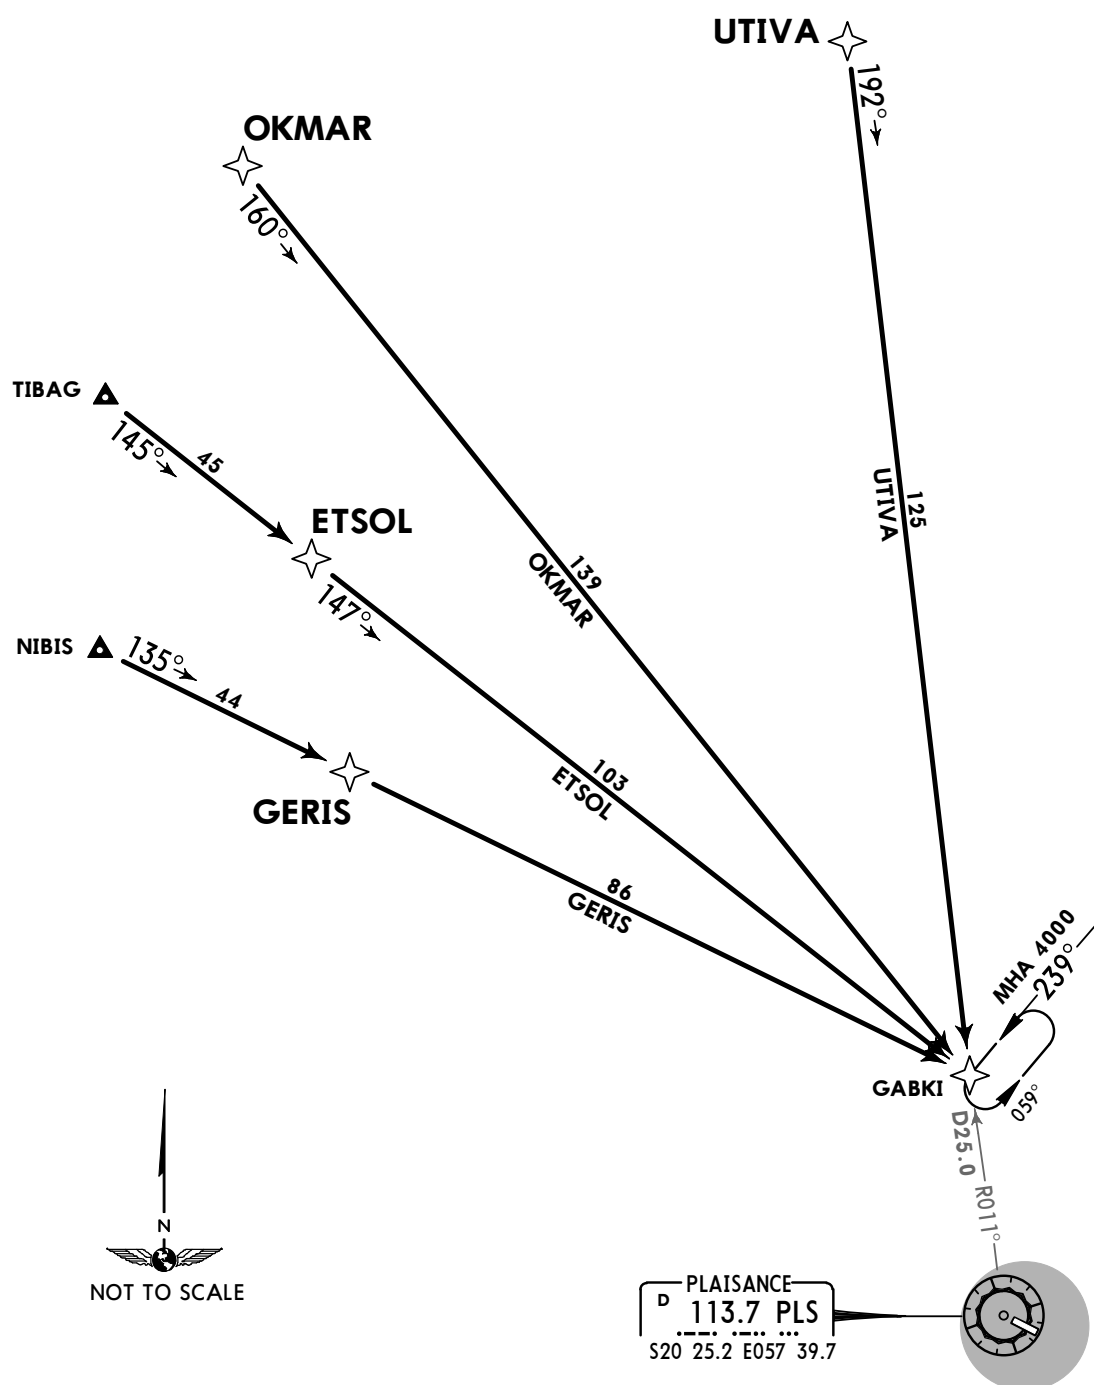 UTIVA
192°
OKMAR
160°
TIBAG
145°
45
ETSOL
147°
125
UTIVA
139
OKMAR
NIBIS
135°
44
GERIS
103
ETSOL
86
GERIS
MHA 4000
239°
GABKI
059°
D25.0
R011°
N
NOT TO SCALE
PLAISANCE
D 113.7 PLS
S20 25.2 E057 39.7